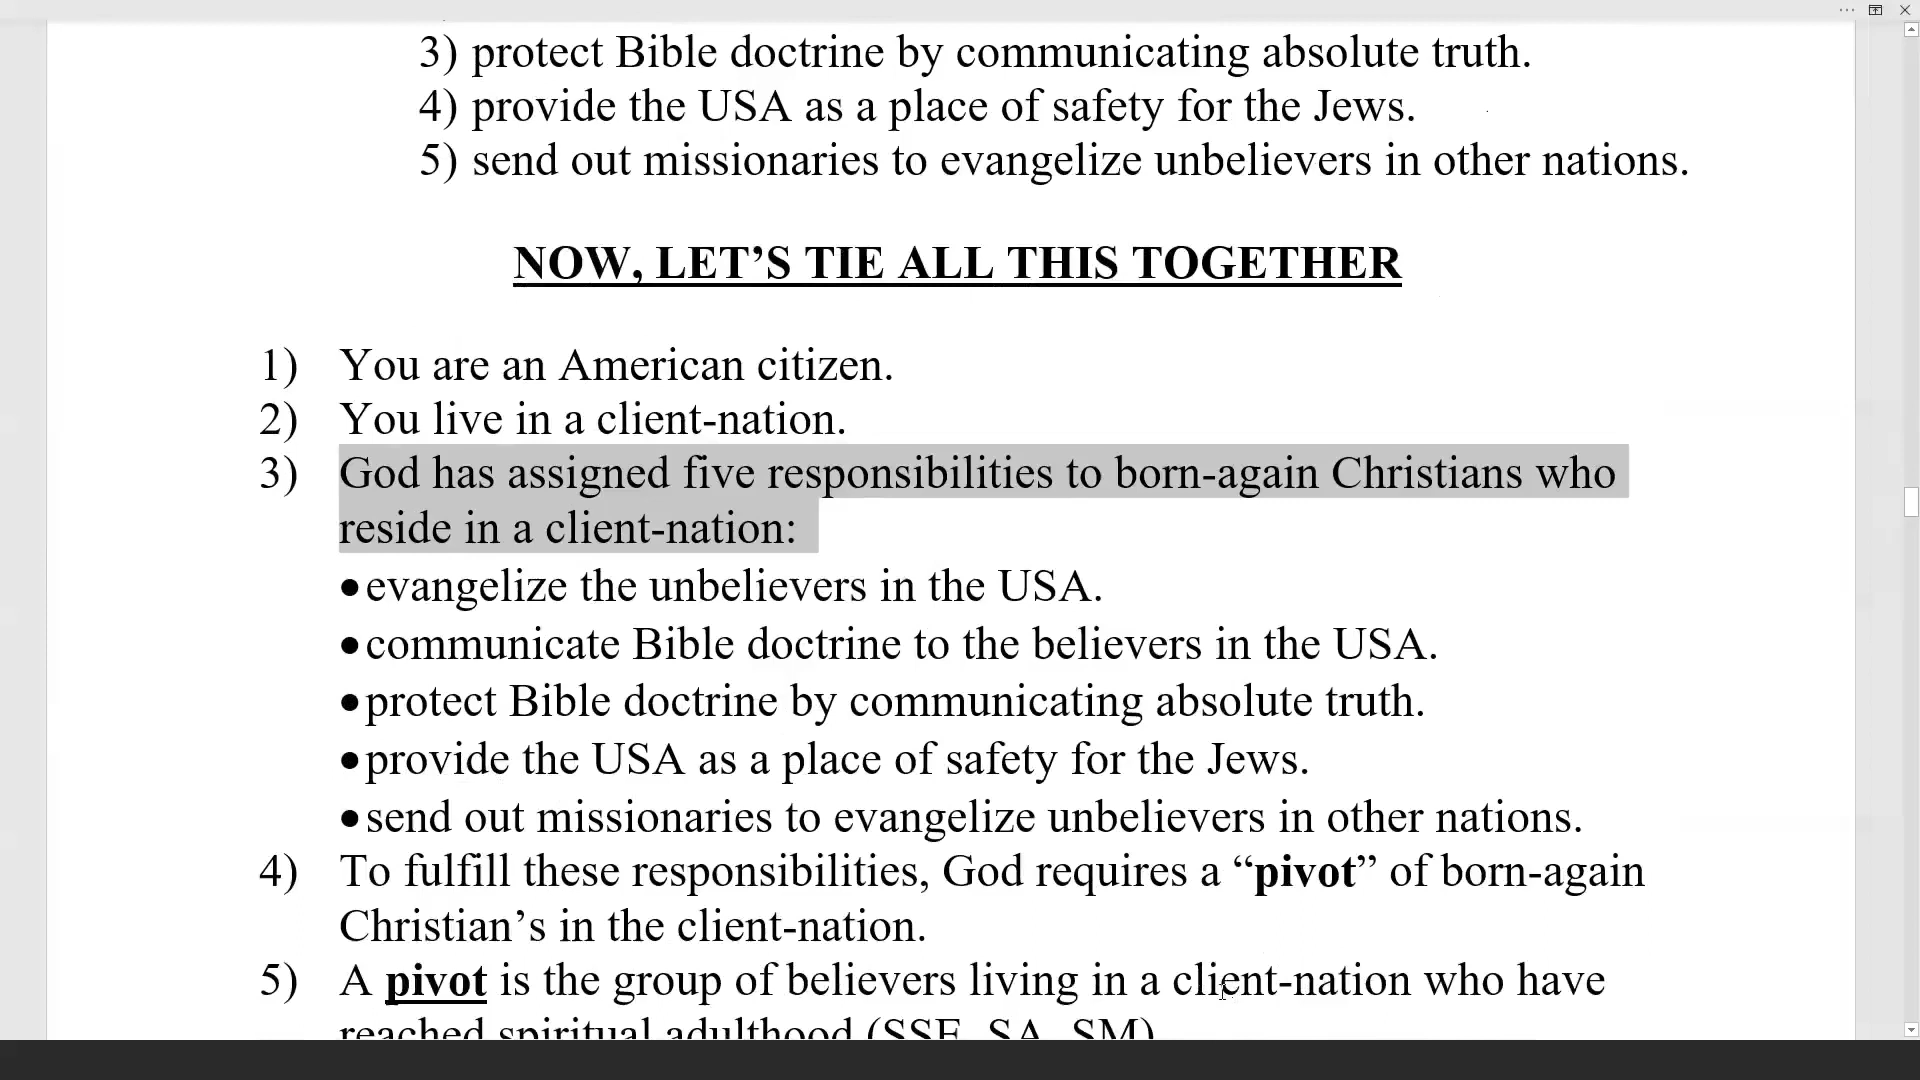 3) protect Bible doctrine by communicating absolute truth.
4) provide the USA as a place of safety for the Jews.
5) send out missionaries to evangelize unbelievers in other nations.
NOW, LET’S TIE ALL THIS TOGETHER
1) You are an American citizen.
2) You live in a client-nation.
3) God has assigned five responsibilities to born-again Christians who
reside in a client-nation:
•evangelize the unbelievers in the USA.
•communicate Bible doctrine to the believers in the USA.
•protect Bible doctrine by communicating absolute truth.
•provide the USA as a place of safety for the Jews.
•send out missionaries to evangelize unbelievers in other nations.
4) To fulfill these responsibilities, God requires a “pivot” of born-again
Christian’s in the client-nation.
5) A pivot is the group of believers living in a client-nation who have
reached spiritual adulthood (SSE, SA, SM)